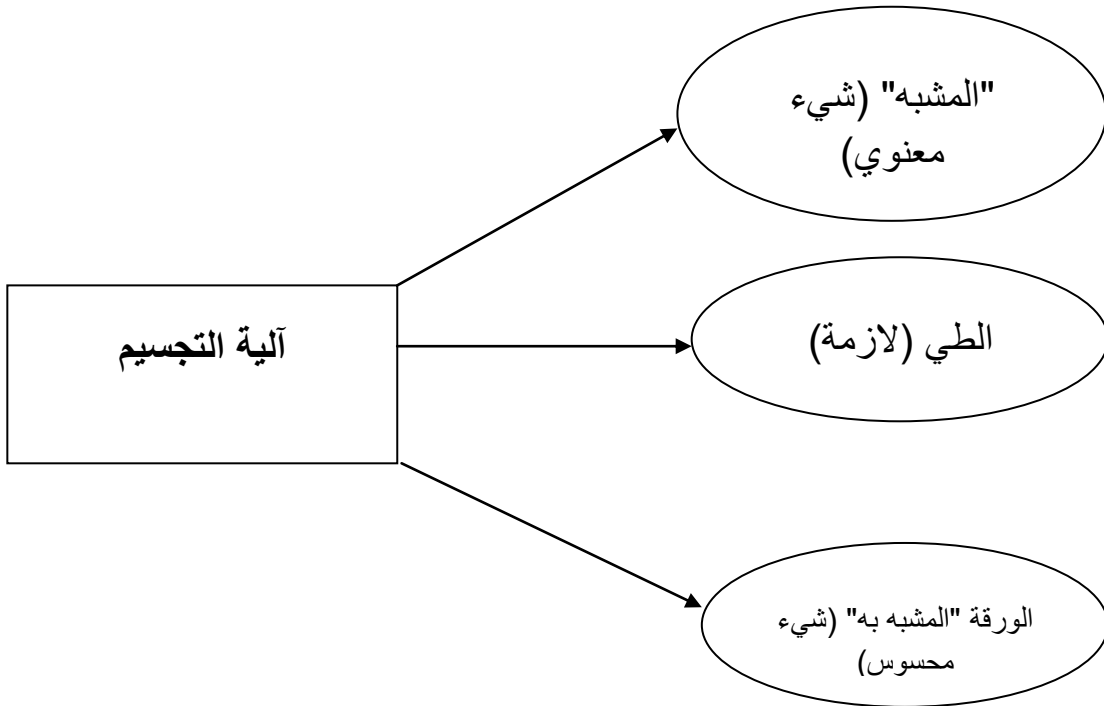 "المشبه" (شيء
معنوي)
آلية التجسيم
الطي (لازمة)
الورقة "المشبه به" (شيء
محسوس)